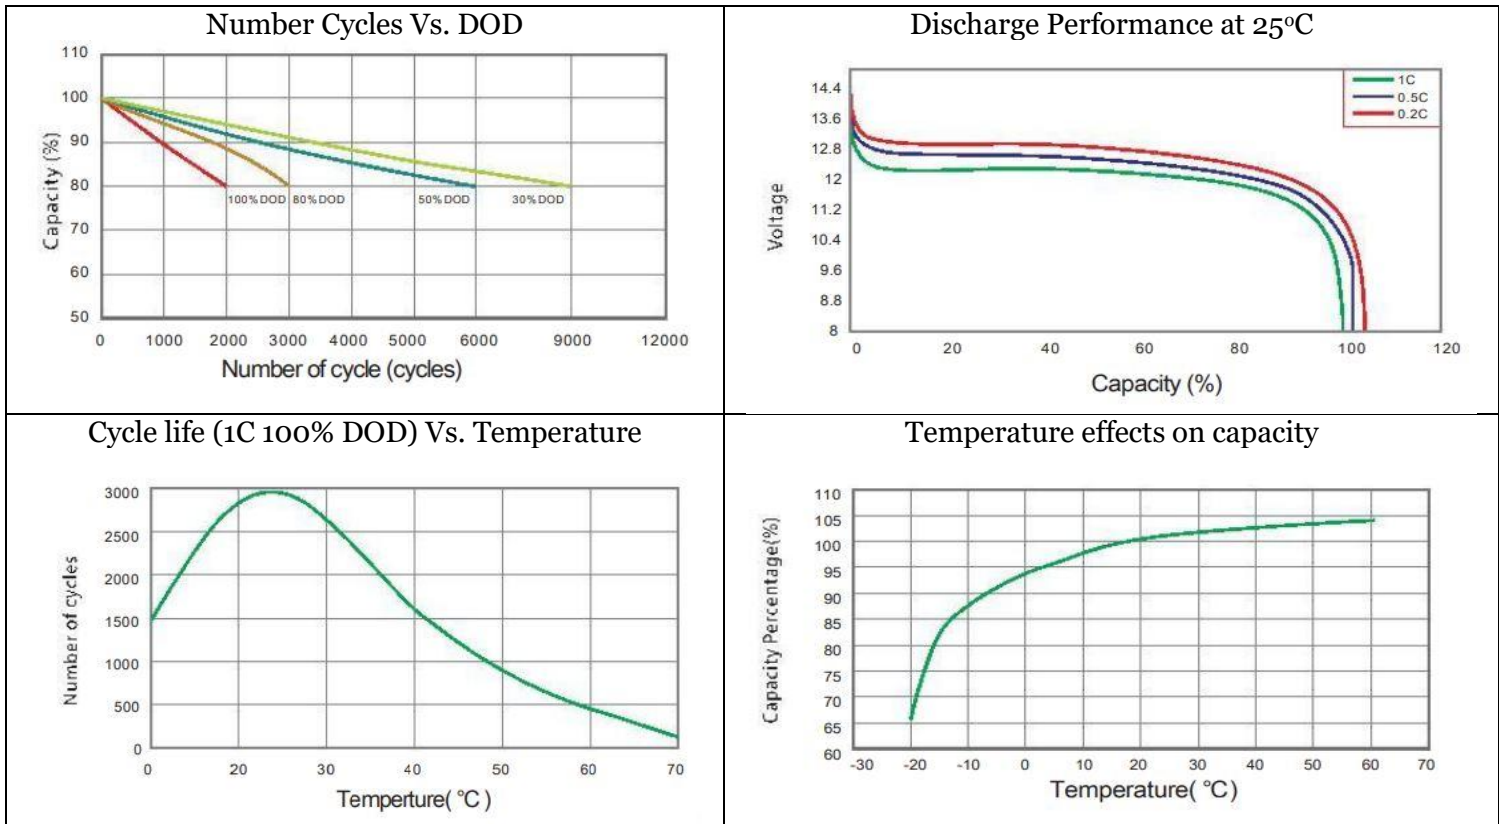 Number Cycles Vs. DOD
110
100
90
80
70
60
50
Capacity (%)
100%DOD
80%DOD
50%DOD
30%DOD
0 1000 2000 3000 4000 5000 6000 9000 12000
Number of cycle (cycles)
Discharge Performance at 25°C
14.4
13.6
12.8
12
11.2
10.4
9.6
8.8
8
Voltage
1C
0.5C
0.2C
0 20 40 60 80 100 120
Capacity (%)
Cycle life (1C 100% DOD) Vs. Temperature
3000
2500
2000
1500
1000
500
0
Number of cycles
0 20 30 40 50 60 70
Temperture( °C )
Temperature effects on capacity
110
105
100
95
90
85
80
75
70
65
60
Capacity Percentage(%)
-30 -20 -10 0 10 20 30 40 50 60 70
Temperature( °C)